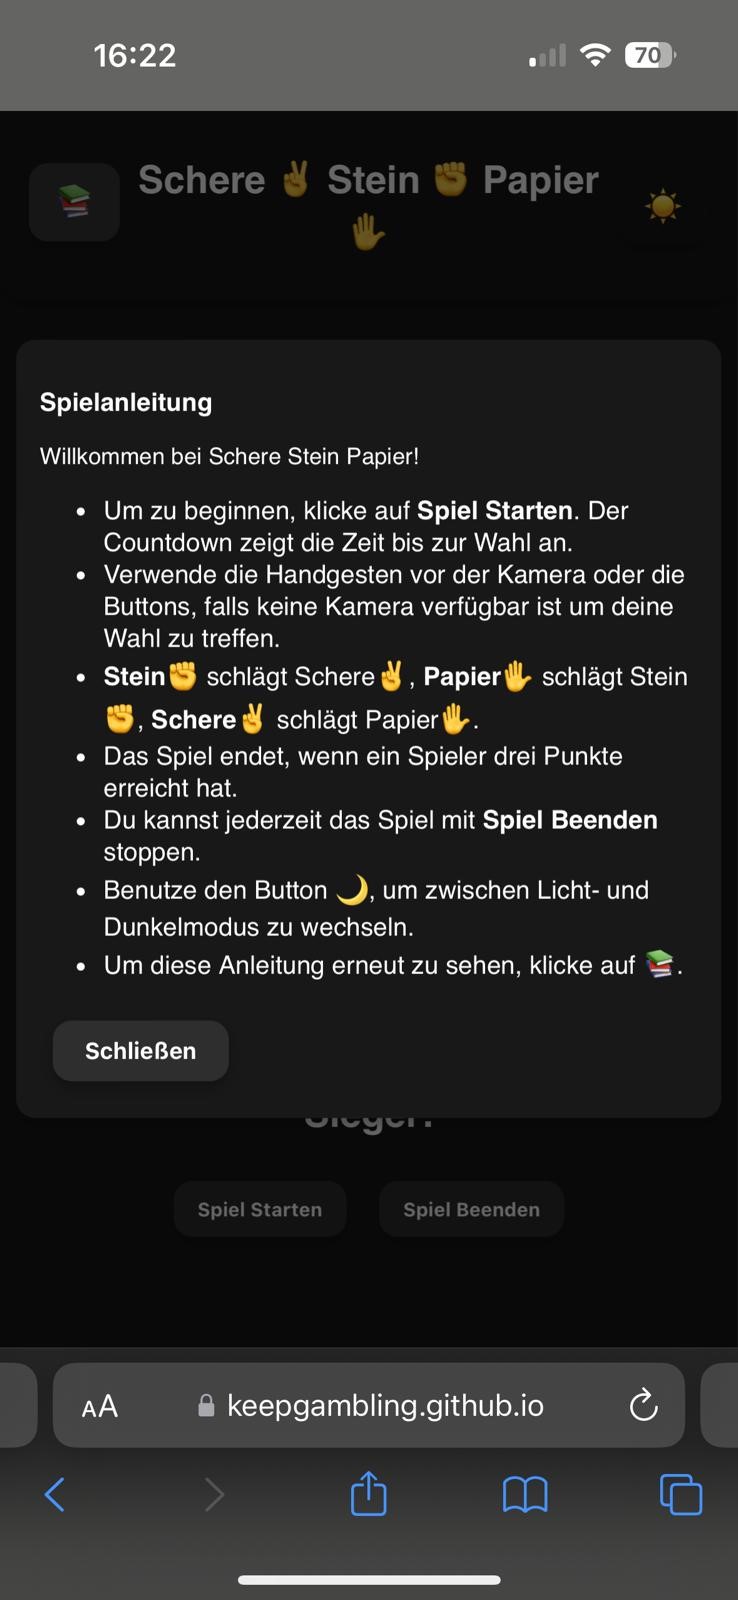 16:22
70
Schere ✌️ Stein ✊ Papier
✋
Spielanleitung
Willkommen bei Schere Stein Papier!
• Um zu beginnen, klicke auf Spiel Starten. Der
Countdown zeigt die Zeit bis zur Wahl an.
• Verwende die Handgesten vor der Kamera oder die
Buttons, falls keine Kamera verfügbar ist um deine
Wahl zu treffen.
• Stein✊ schlägt Schere✌️, Papier✋ schlägt Stein
✊, Schere✌️ schlägt Papier✋.
• Das Spiel endet, wenn ein Spieler drei Punkte
erreicht hat.
• Du kannst jederzeit das Spiel mit Spiel Beenden
stoppen.
• Benutze den Button 🌙, um zwischen Licht- und
Dunkelmodus zu wechseln.
• Um diese Anleitung erneut zu sehen, klicke auf 📚.
Schließen
Sieger:
Spiel Starten
Spiel Beenden
AA
keepgambling.github.io